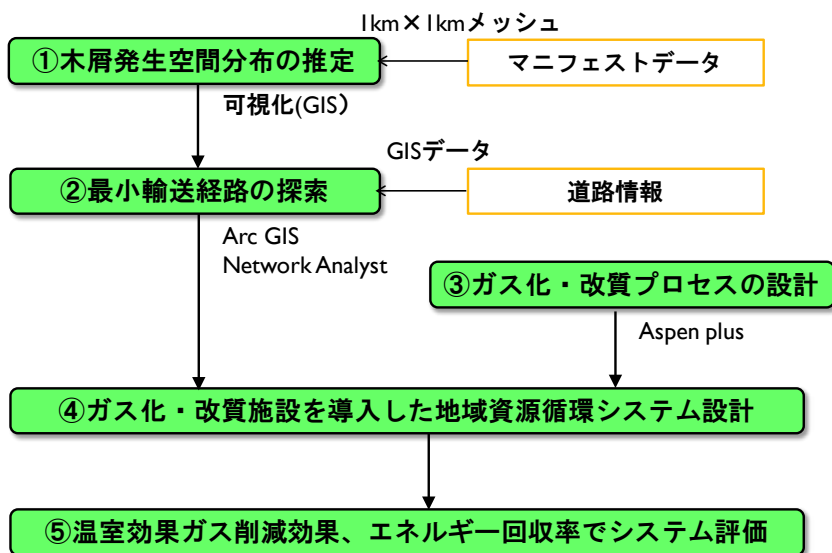 1km×1kmメッシュ
①木屑発生空間分布の推定
マニフェストデータ
可視化(GIS）
GISデータ
②最小輸送経路の探索
道路情報
Arc GIS
Network Analyst
③ガス化・改質プロセスの設計
Aspen plus
④ガス化・改質施設を導入した地域資源循環システム設計
⑤温室効果ガス削減効果、エネルギー回収率でシステム評価